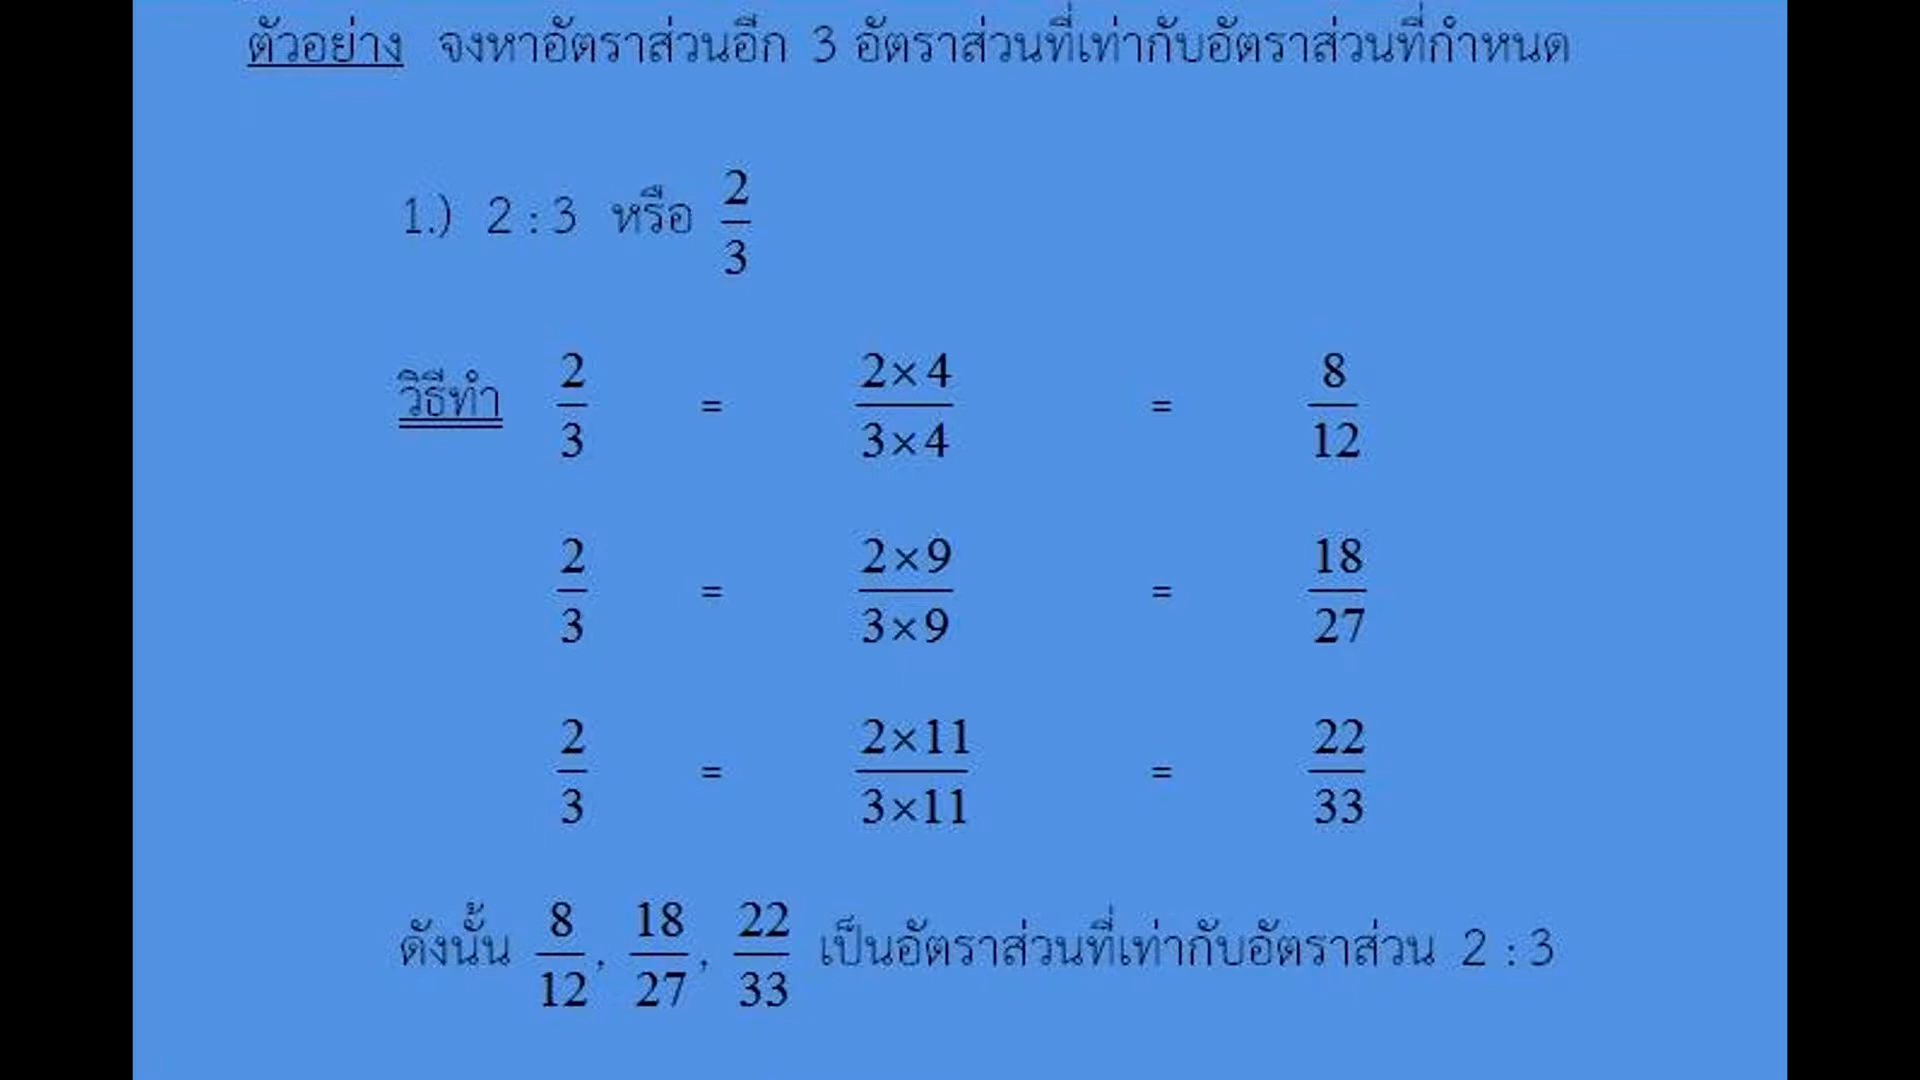 ตัวอย่าง จงหาอัตราส่วนอีก 3 อัตราส่วนที่เท่ากับอัตราส่วนที่กำหนด
1.) 2 : 3 หรือ 2/3
วิธีทำ 2/3 = 2×4/3×4 = 8/12
2/3 = 2×9/3×9 = 18/27
2/3 = 2×11/3×11 = 22/33
ดังนั้น 8/12, 18/27, 22/33 เป็นอัตราส่วนที่เท่ากับอัตราส่วน 2 : 3